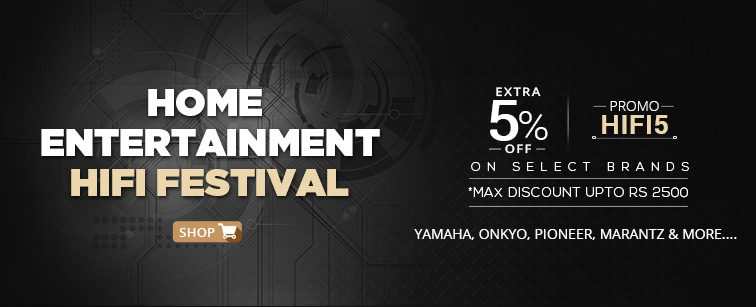 HOME
ENTERTAINMENT
HIFI FESTIVAL
SHOP
EXTRA
5%
OFF
PROMO
HIFI5
ON SELECT BRANDS
*MAX DISCOUNT UPTO RS 2500
YAMAHA, ONKYO, PIONEER, MARANTZ & MORE....